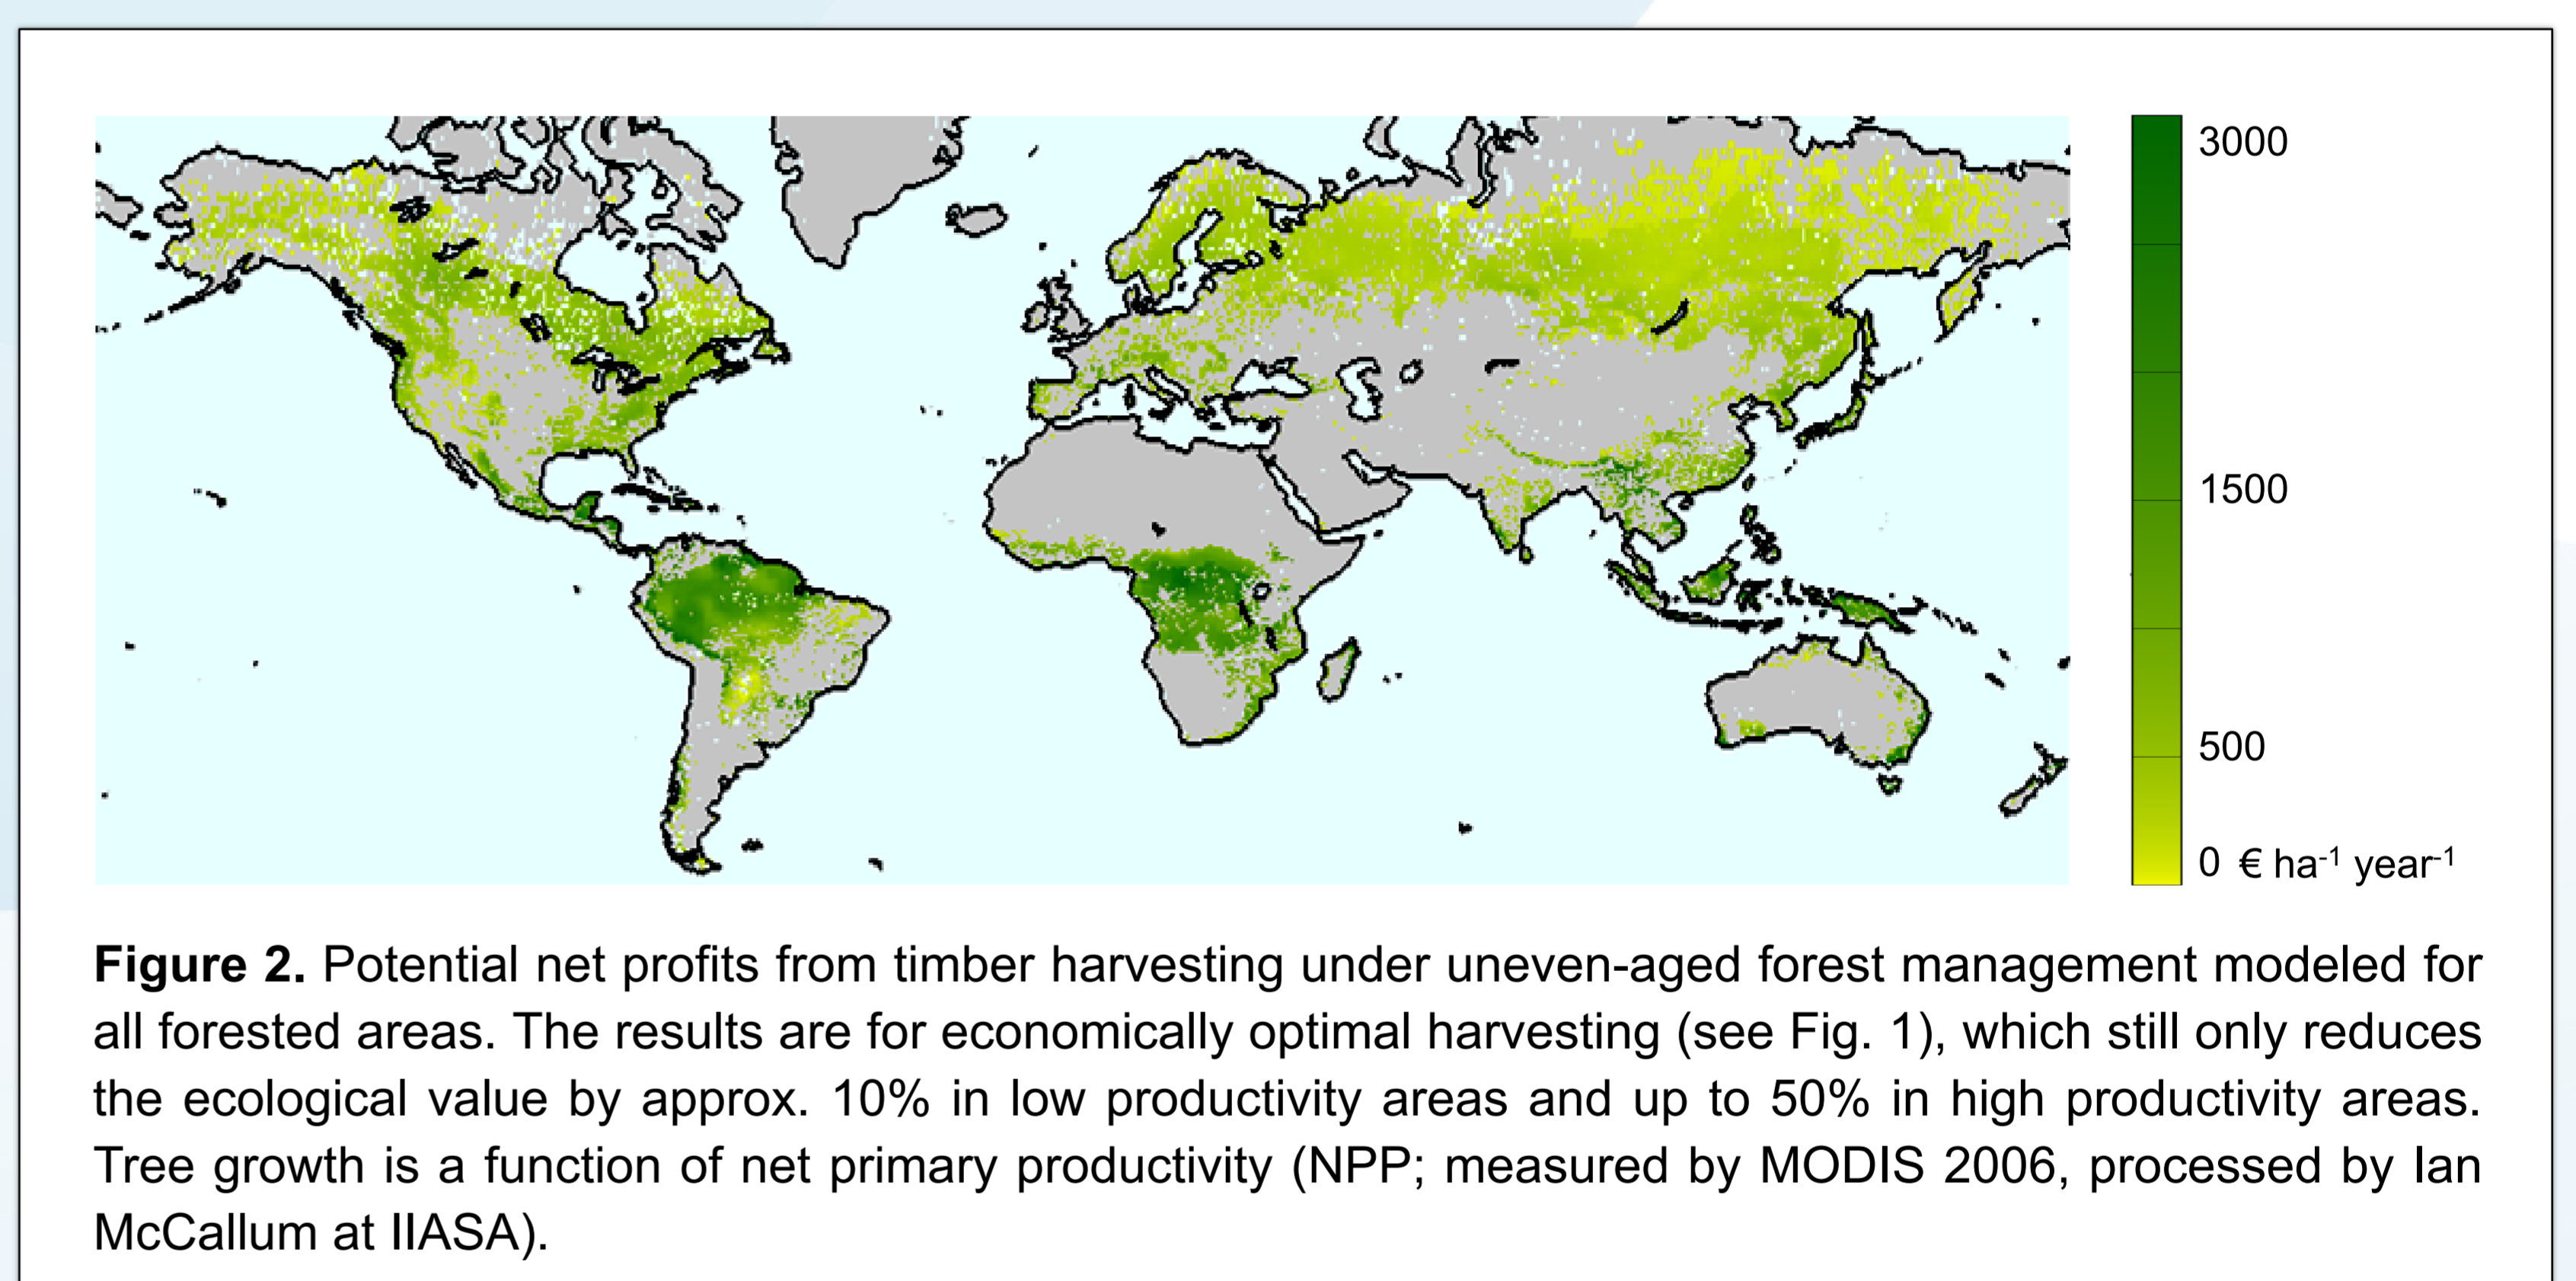 3000
1500
500
0 € ha-1 year-1
Figure 2. Potential net profits from timber harvesting under uneven-aged forest management modeled for
all forested areas. The results are for economically optimal harvesting (see Fig. 1), which still only reduces
the ecological value by approx. 10% in low productivity areas and up to 50% in high productivity areas.
Tree growth is a function of net primary productivity (NPP; measured by MODIS 2006, processed by Ian
McCallum at IIASA).